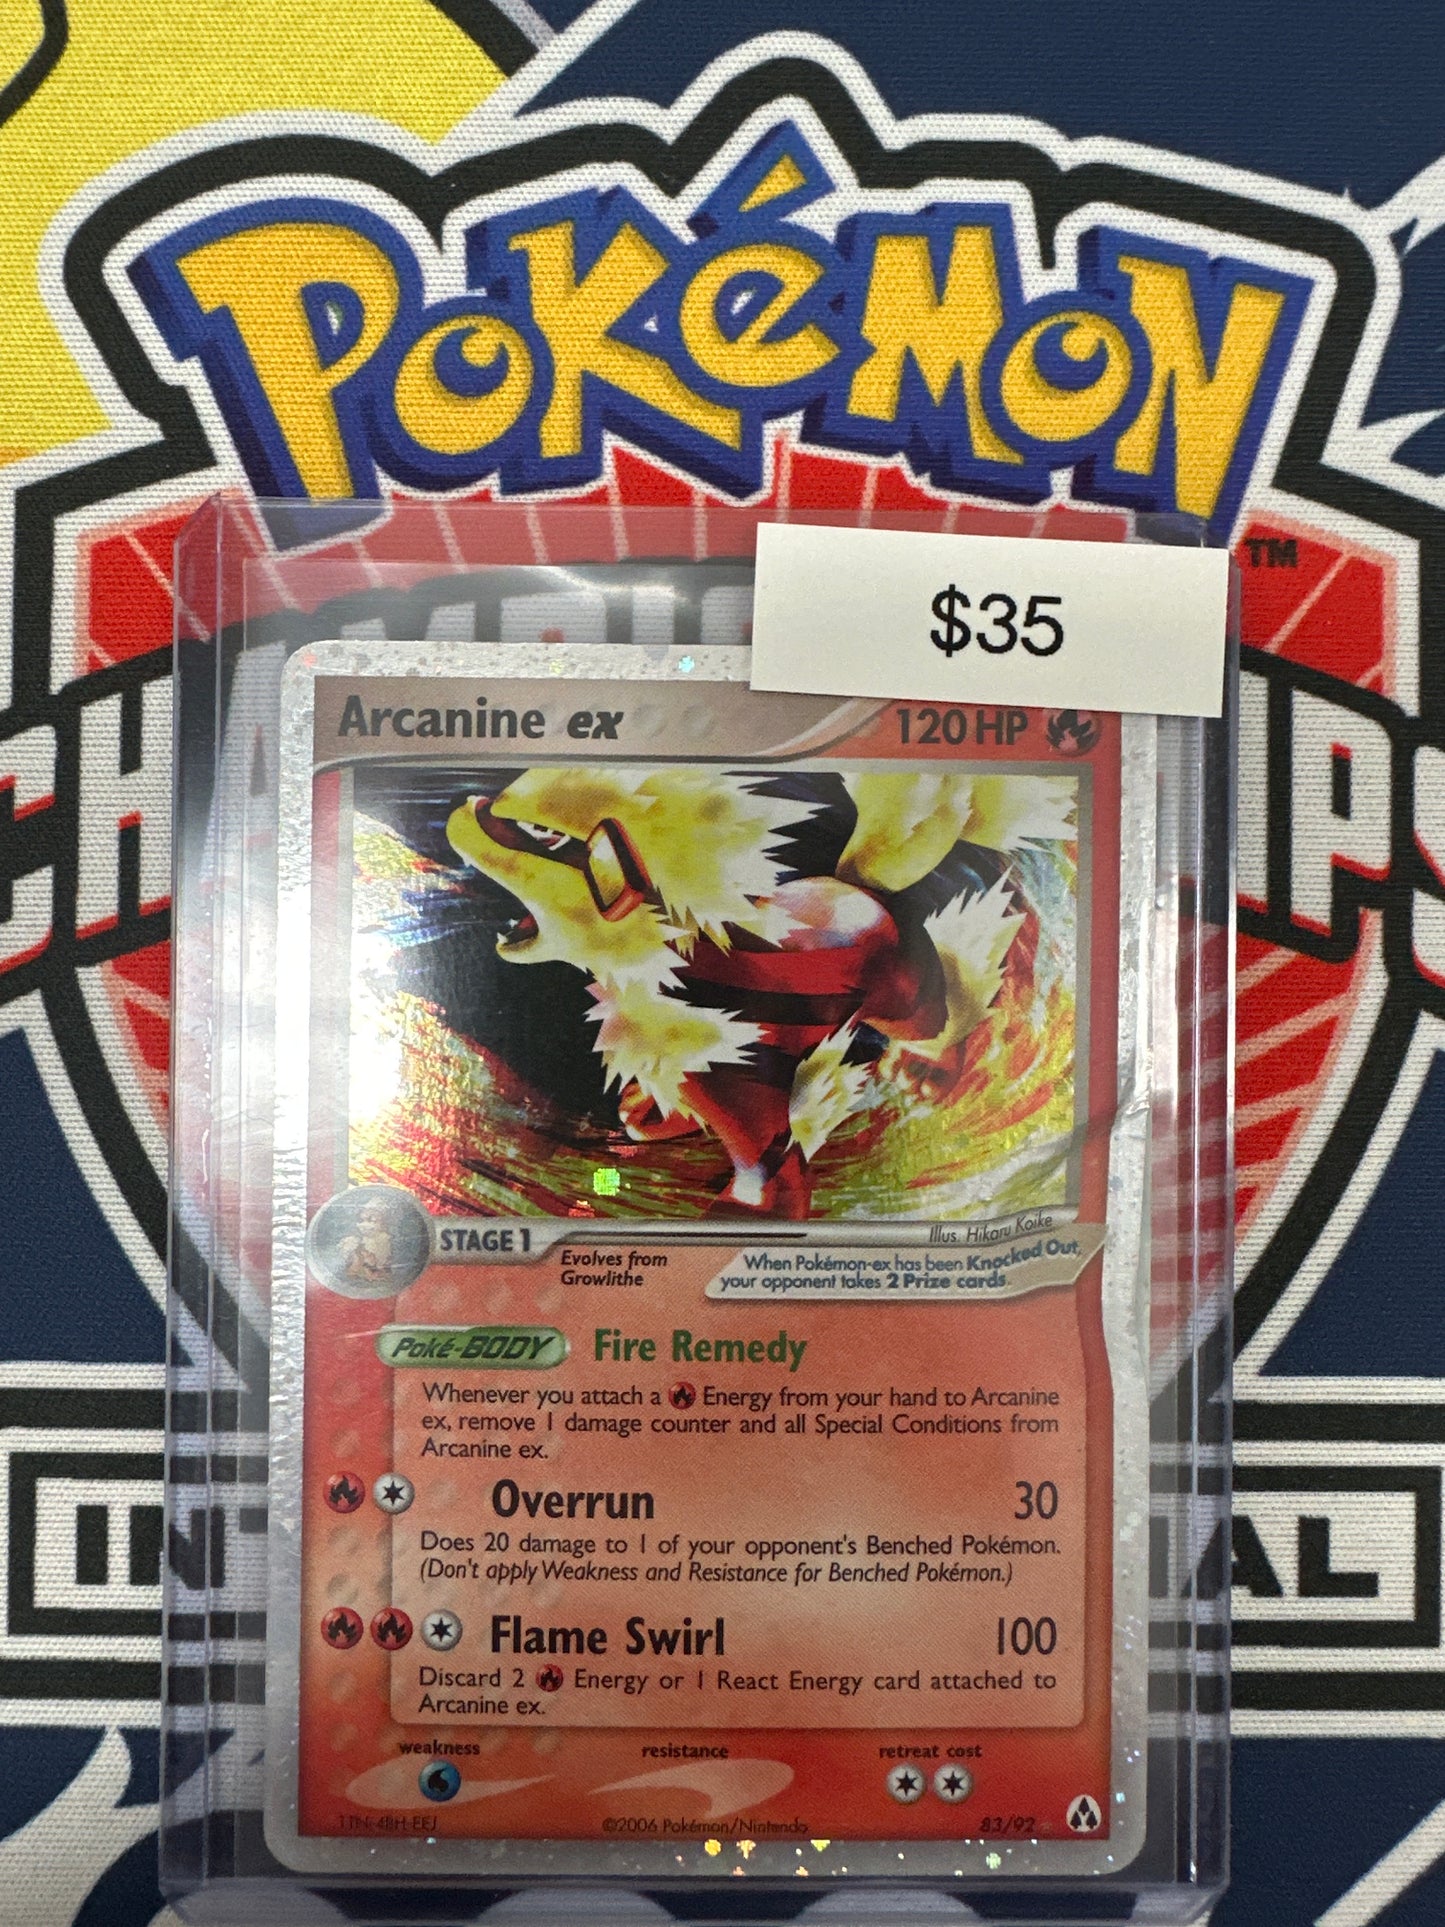 POKéMON
TM
$35
Arcanine ex
120 HP
STAGE 1
Evolves from
Growlithe
Illus. Hikaru Koike
When Pokémon-ex has been Knocked Out,
your opponent takes 2 Prize cards.
Poké-BODY Fire Remedy
Whenever you attach a Energy from your hand to Arcanine
ex, remove 1 damage counter and all Special Conditions from
Arcanine ex.
Overrun 30
Does 20 damage to 1 of your opponent's Benched Pokémon.
(Don't apply Weakness and Resistance for Benched Pokémon.)
Flame Swirl 100
Discard 2 Energy or 1 React Energy card attached to
Arcanine ex.
weakness resistance retreat cost
©2006 Pokémon/Nintendo
83/92